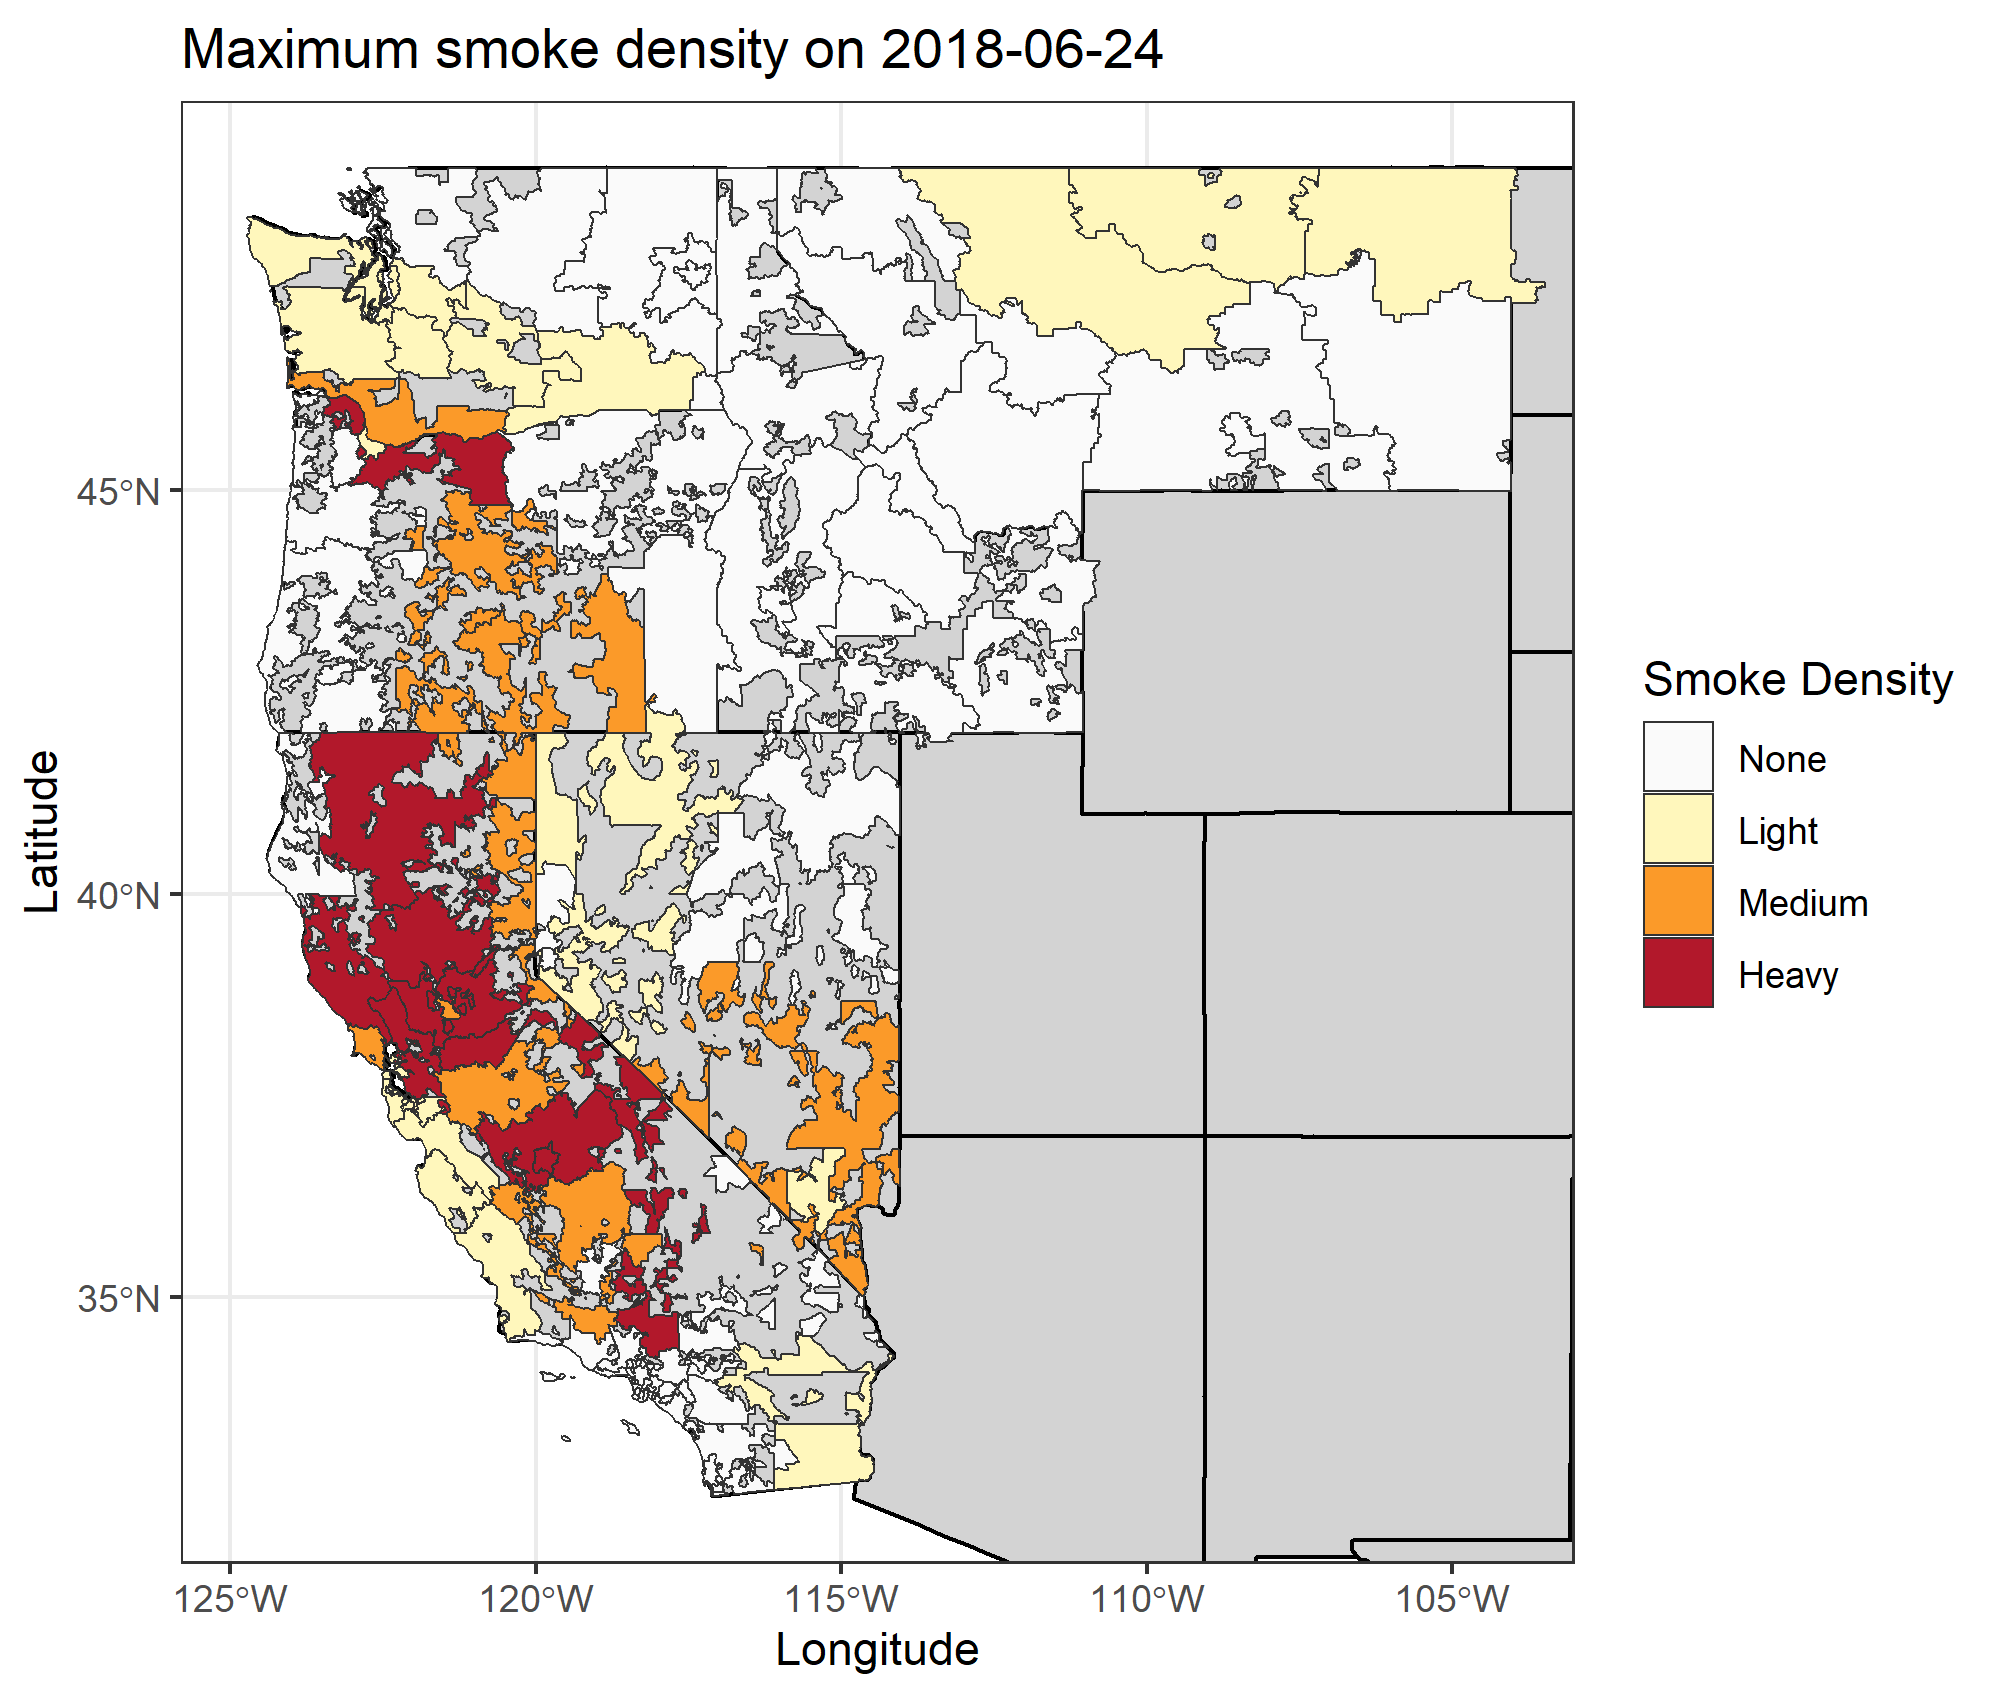 Maximum smoke density on 2018-06-24
45°N
40°N
35°N
Latitude
125°W
120°W
115°W
110°W
105°W
Longitude
Smoke Density
None
Light
Medium
Heavy